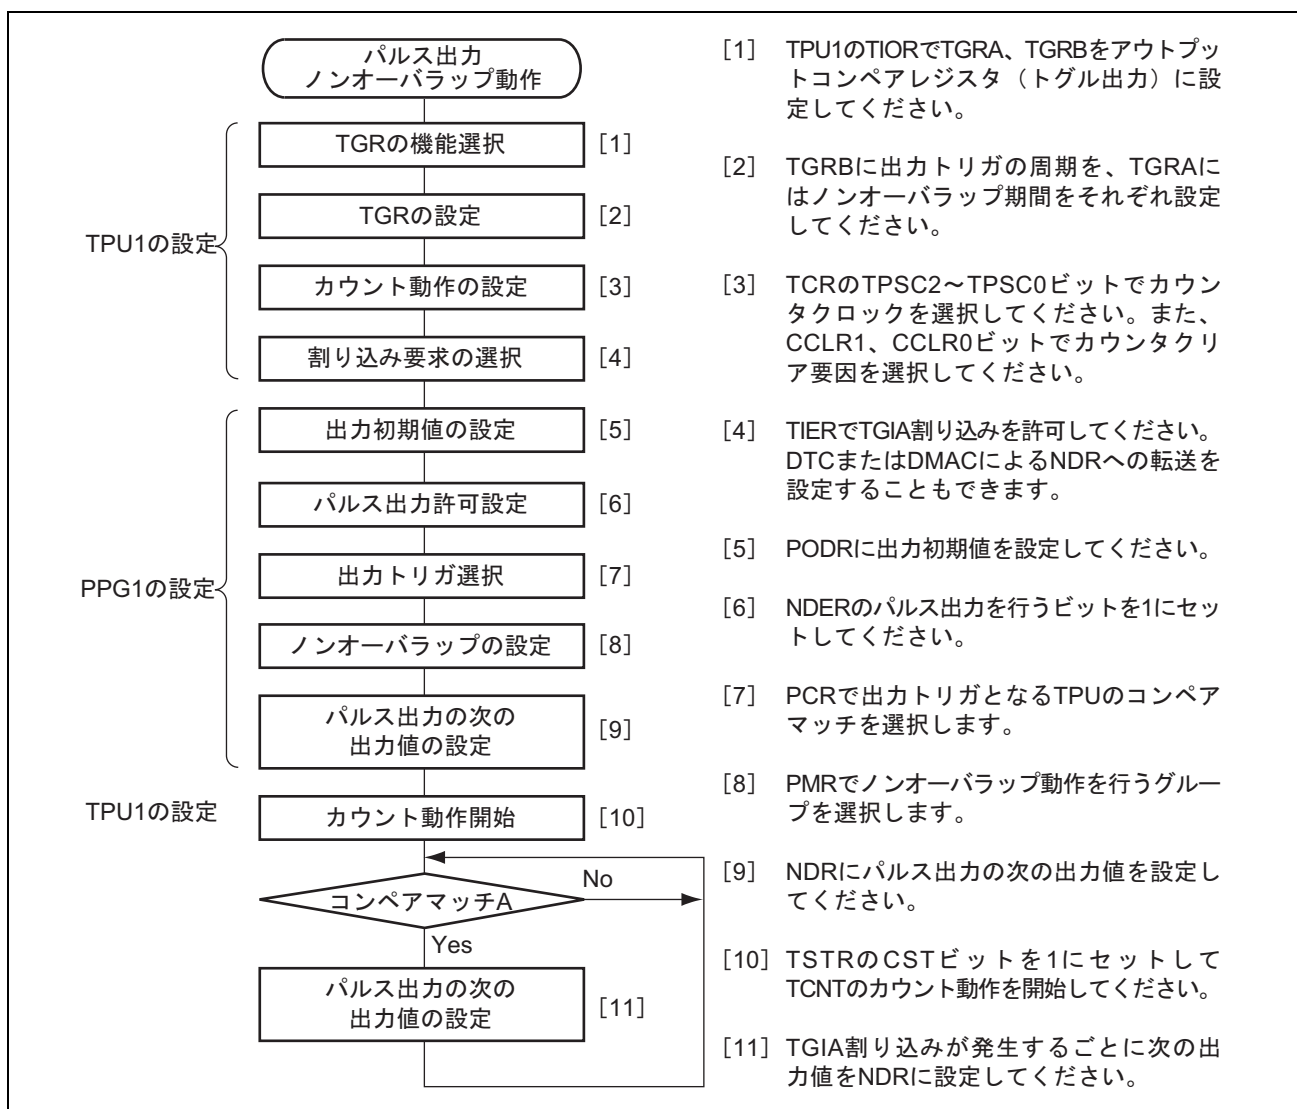 パルス出力
ノンオーバラップ動作
TPU1の設定
TGRの機能選択 [1]
TGRの設定 [2]
カウント動作の設定 [3]
割り込み要求の選択 [4]
PPG1の設定
出力初期値の設定 [5]
パルス出力許可設定 [6]
出力トリガ選択 [7]
ノンオーバラップの設定 [8]
パルス出力の次の
出力値の設定 [9]
TPU1の設定
カウント動作開始 [10]
コンペアマッチA
No
Yes
パルス出力の次の
出力値の設定 [11]
[1] TPU1のTIORでTGRA、TGRBをアウトプッ
トコンペアレジスタ（トグル出力）に設
定してください。
[2] TGRBに出力トリガの周期を、TGRAに
はノンオーバラップ期間をそれぞれ設定
してください。
[3] TCRのTPSC2～TPSC0ビットでカウン
タクロックを選択してください。また、
CCLR1、CCLR0ビットでカウンタクリ
ア要因を選択してください。
[4] TIERでTGIA割り込みを許可してください。
DTCまたはDMACによるNDRへの転送を
設定することもできます。
[5] PODRに出力初期値を設定してください。
[6] NDERのパルス出力を行うビットを1にセッ
トしてください。
[7] PCRで出力トリガとなるTPUのコンペア
マッチを選択します。
[8] PMRでノンオーバラップ動作を行うグルー
プを選択します。
[9] NDRにパルス出力の次の出力値を設定し
てください。
[10] TSTRのCSTビットを1にセットして
TCNTのカウント動作を開始してください。
[11] TGIA割り込みが発生するごとに次の出
力値をNDRに設定してください。